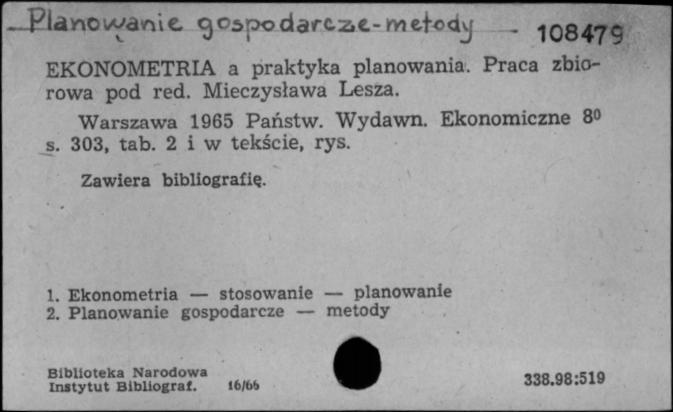 Planowanie gospodarcze-metody - 108479
EKONOMETRIA a praktyka planowania. Praca zbio-
rowa pod red. Mieczysława Lesza.
Warszawa 1965 Państw. Wydawn. Ekonomiczne 8⁰
s. 303, tab. 2 i w tekście, rys.
Zawiera bibliografię.
1. Ekonometria — stosowanie — planowanie
2. Planowanie gospodarcze — metody
Biblioteka Narodowa
Instytut Bibliograf. 16/66
338.98:519